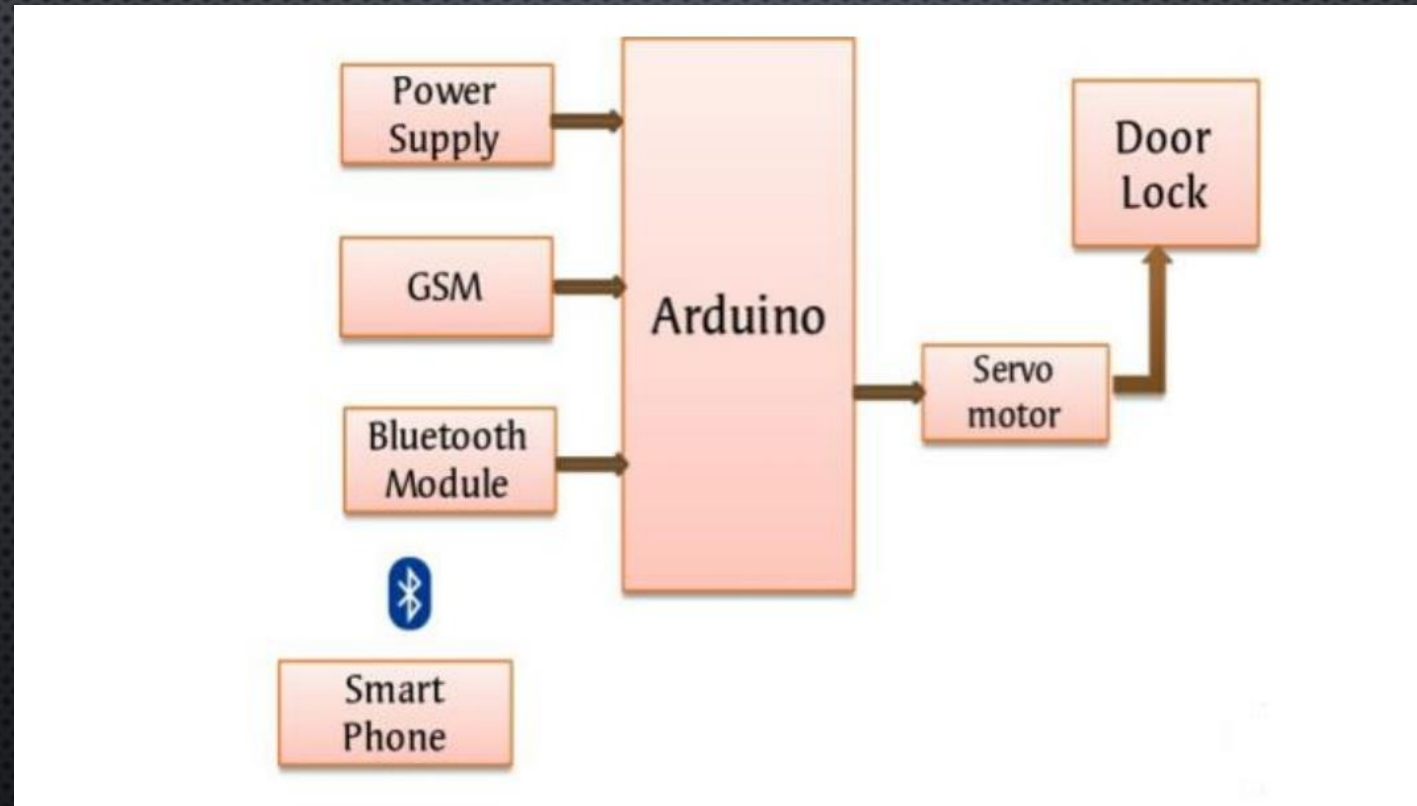 Power
Supply
GSM
Bluetooth
Module
Smart
Phone
Arduino
Servo
motor
Door
Lock